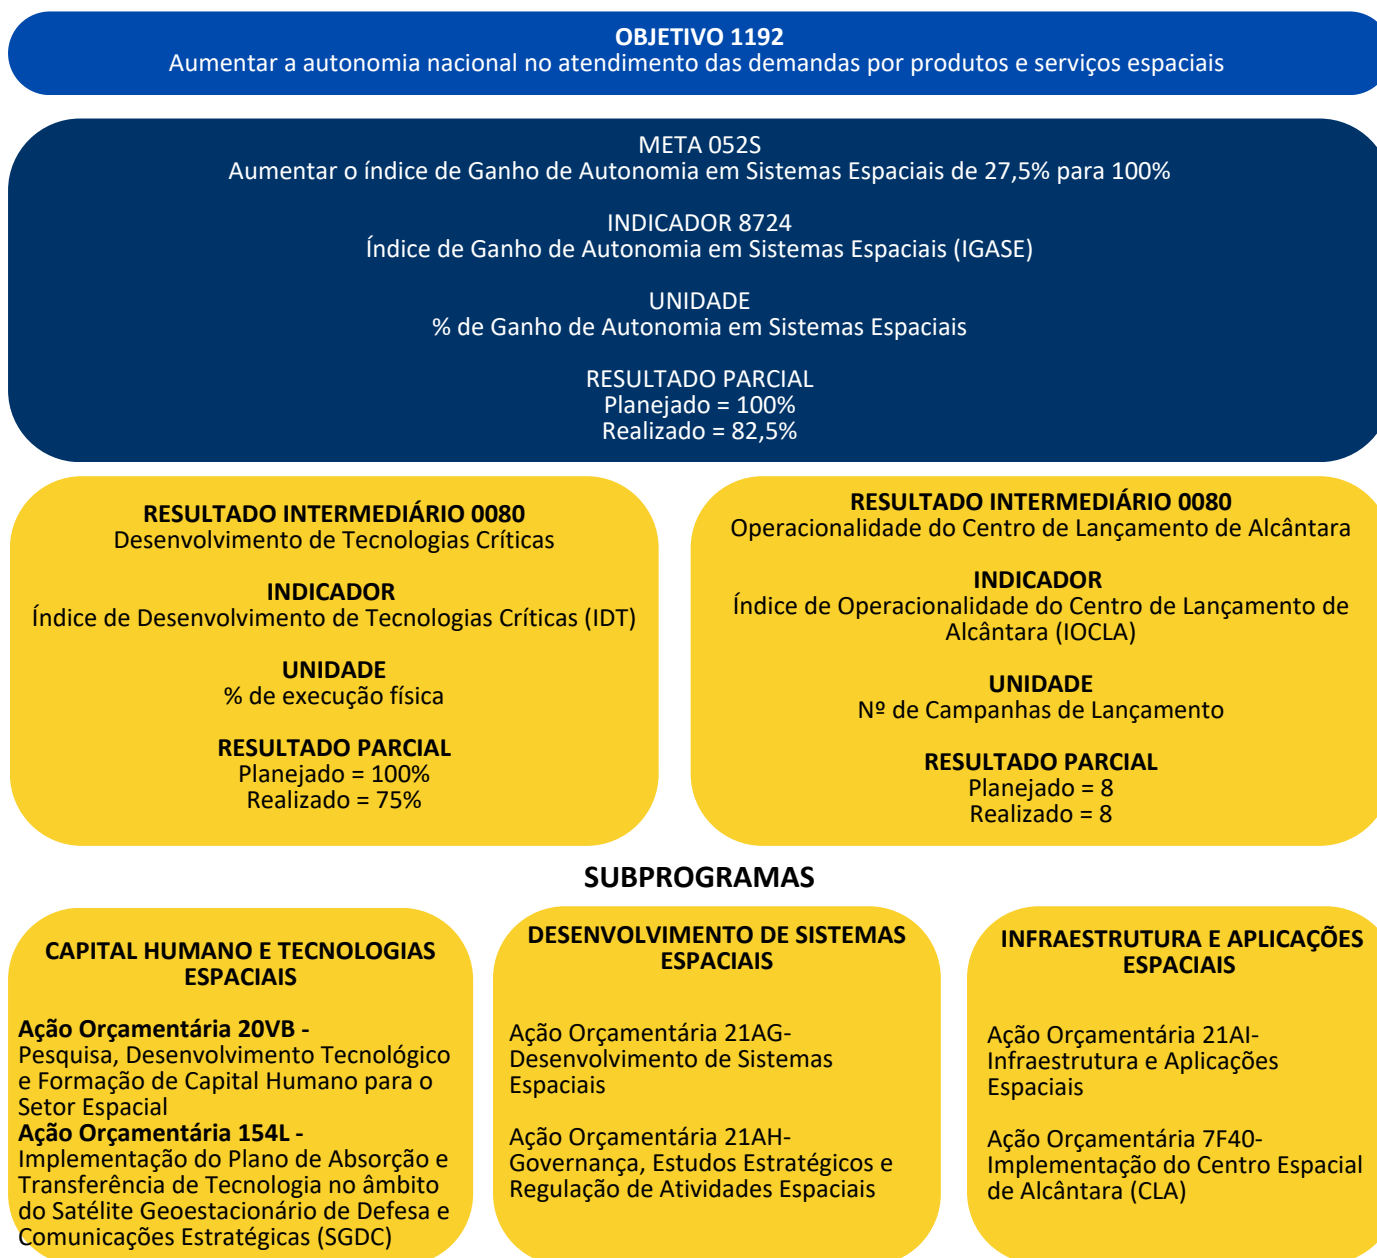 OBJETIVO 1192
Aumentar a autonomia nacional no atendimento das demandas por produtos e serviços espaciais
META 052S
Aumentar o índice de Ganho de Autonomia em Sistemas Espaciais de 27,5% para 100%
INDICADOR 8724
Índice de Ganho de Autonomia em Sistemas Espaciais (IGASE)
UNIDADE
% de Ganho de Autonomia em Sistemas Espaciais
RESULTADO PARCIAL
Planejado = 100%
Realizado = 82,5%
RESULTADO INTERMEDIÁRIO 0080
Desenvolvimento de Tecnologias Críticas
INDICADOR
Índice de Desenvolvimento de Tecnologias Críticas (IDT)
UNIDADE
% de execução física
RESULTADO PARCIAL
Planejado = 100%
Realizado = 75%
RESULTADO INTERMEDIÁRIO 0080
Operacionalidade do Centro de Lançamento de Alcântara
INDICADOR
Índice de Operacionalidade do Centro de Lançamento de
Alcântara (IOCLA)
UNIDADE
Nº de Campanhas de Lançamento
RESULTADO PARCIAL
Planejado = 8
Realizado = 8
SUBPROGRAMAS
CAPITAL HUMANO E TECNOLOGIAS
ESPACIAIS
Ação Orçamentária 20VB -
Pesquisa, Desenvolvimento Tecnológico
e Formação de Capital Humano para o
Setor Espacial
Ação Orçamentária 154L -
Implementação do Plano de Absorção e
Transferência de Tecnologia no âmbito
do Satélite Geoestacionário de Defesa e
Comunicações Estratégicas (SGDC)
DESENVOLVIMENTO DE SISTEMAS
ESPACIAIS
Ação Orçamentária 21AG-
Desenvolvimento de Sistemas
Espaciais
Ação Orçamentária 21AH-
Governança, Estudos Estratégicos e
Regulação de Atividades Espaciais
INFRAESTRUTURA E APLICAÇÕES
ESPACIAIS
Ação Orçamentária 21AI-
Infraestrutura e Aplicações
Espaciais
Ação Orçamentária 7F40-
Implementação do Centro Espacial
de Alcântara (CLA)